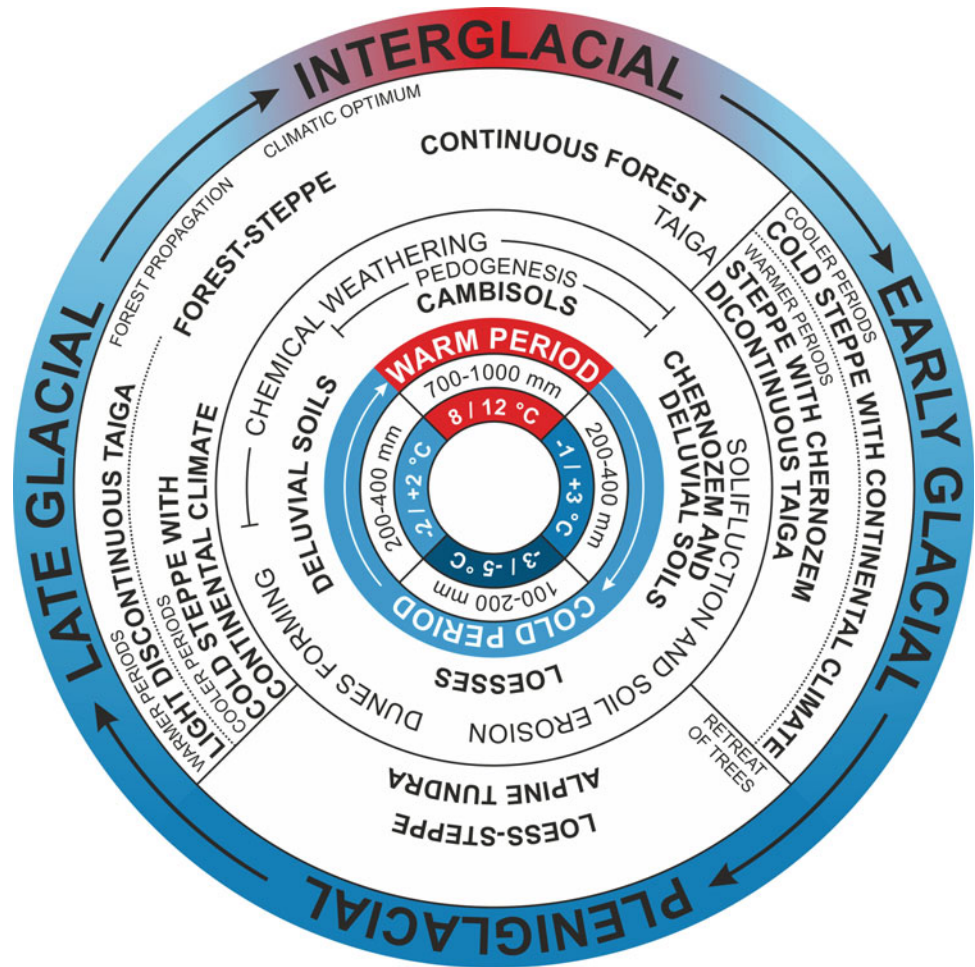 INTERGLACIAL
CLIMATIC OPTIMUM
CONTINUOUS FOREST
TAIGA
FOREST PROPAGATION
FOREST-STEPPE
EARLY GLACIAL
COOLER PERIODS
COLD STEPPE WITH CONTINENTAL CLIMATE
WARMER PERIODS
STEPPE WITH CHERNOZEM
DICONTINUOUS TAIGA
RETREAT
OF TREES
PLENIGLACIAL
ALPINE TUNDRA
LOESS-STEPPE
LATE GLACIAL
WARMER PERIODS
LIGHT DISCONTINUOUS TAIGA
COOLER PERIODS
COLD STEPPE WITH
CONTINENTAL CLIMATE
CHEMICAL WEATHERING
PEDOGENESIS
CAMBISOLS
SOLIFLUCTION AND SOIL EROSION
CHERNOZEM AND
DELUVIAL SOILS
DUNES FORMING
LOESSES
DELLUVIAL SOILS
WARM PERIOD
COLD PERIOD
700-1000 mm
200-400 mm
100-200 mm
200-400 mm
8 / 12 °C
-1 / +3 °C
-3 / -5 °C
-2 / +2 °C